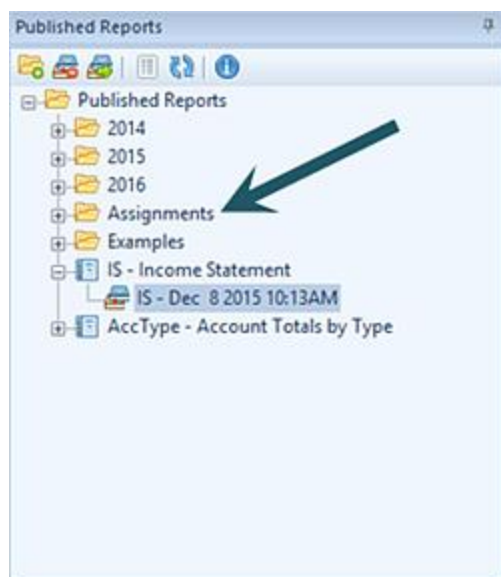 Published Reports
Published Reports
2014
2015
2016
Assignments
Examples
IS - Income Statement
IS - Dec  8 2015 10:13AM
AccType - Account Totals by Type